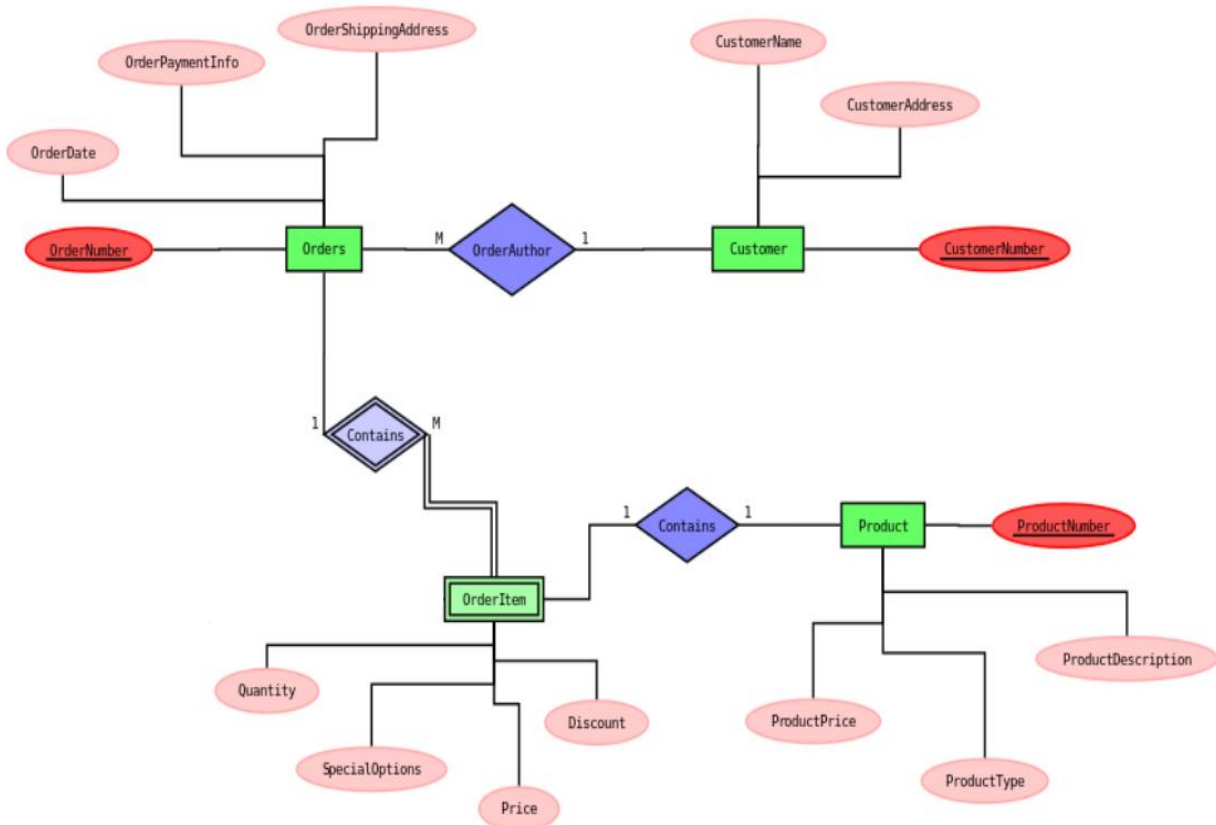 OrderShippingAddress
CustomerName
OrderPaymentInfo
CustomerAddress
OrderDate
OrderNumber
Orders
M
OrderAuthor
1
Customer
CustomerNumber
1
Contains
M
1
Contains
1
Product
ProductNumber
OrderItem
Quantity
Discount
ProductDescription
ProductPrice
SpecialOptions
ProductType
Price